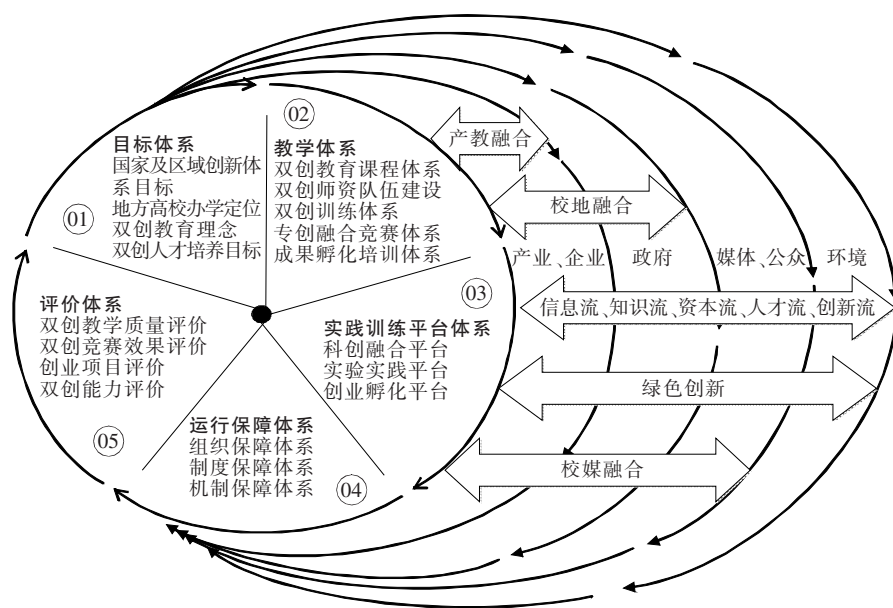 01
目标体系
国家及区域创新体
系目标
地方高校办学定位
双创教育理念
双创人才培养目标
02
教学体系
双创教育课程体系
双创师资队伍建设
双创训练体系
专创融合竞赛体系
成果孵化培训体系
03
实践训练平台体系
科创融合平台
实验实践平台
创业孵化平台
04
运行保障体系
组织保障体系
制度保障体系
机制保障体系
05
评价体系
双创教学质量评价
双创竞赛效果评价
创业项目评价
双创能力评价
产教融合
校地融合
产业、企业 政府 媒体、公众 环境
信息流、知识流、资本流、人才流、创新流
绿色创新
校媒融合